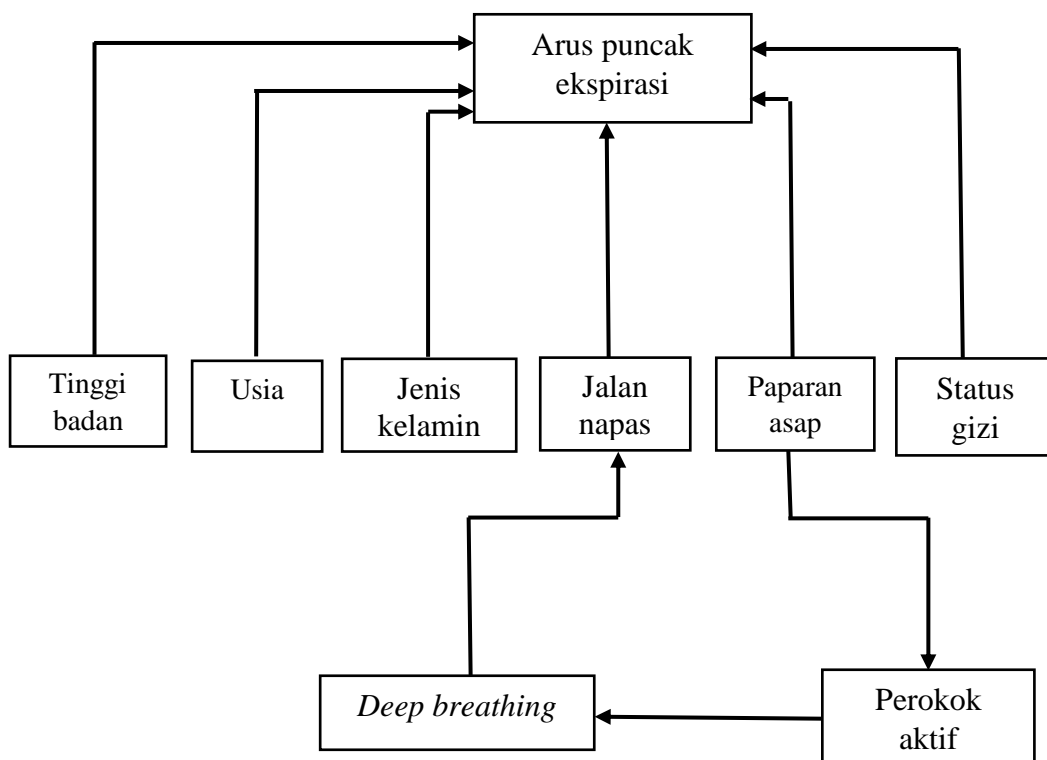 Arus puncak
ekspirasi
Tinggi
badan
Usia
Jenis
kelamin
Jalan
napas
Paparan
asap
Status
gizi
Deep breathing
Perokok
aktif